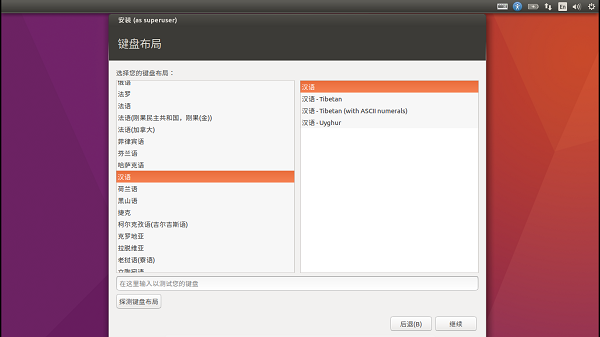 En
安装 (as superuser)
键盘布局
选择您的键盘布局：
俄语
法罗
法语
法语(刚果民主共和国，刚果(金))
法语(加拿大)
菲律宾语
芬兰语
哈萨克语
汉语
荷兰语
黑山语
捷克
柯尔克孜语(吉尔吉斯语)
克罗地亚
拉脱维亚
老挝语(寮语)
立陶宛语
汉语
汉语 - Tibetan
汉语 - Tibetan (with ASCII numerals)
汉语 - Uyghur
在这里输入以测试您的键盘
探测键盘布局
后退(B)
继续